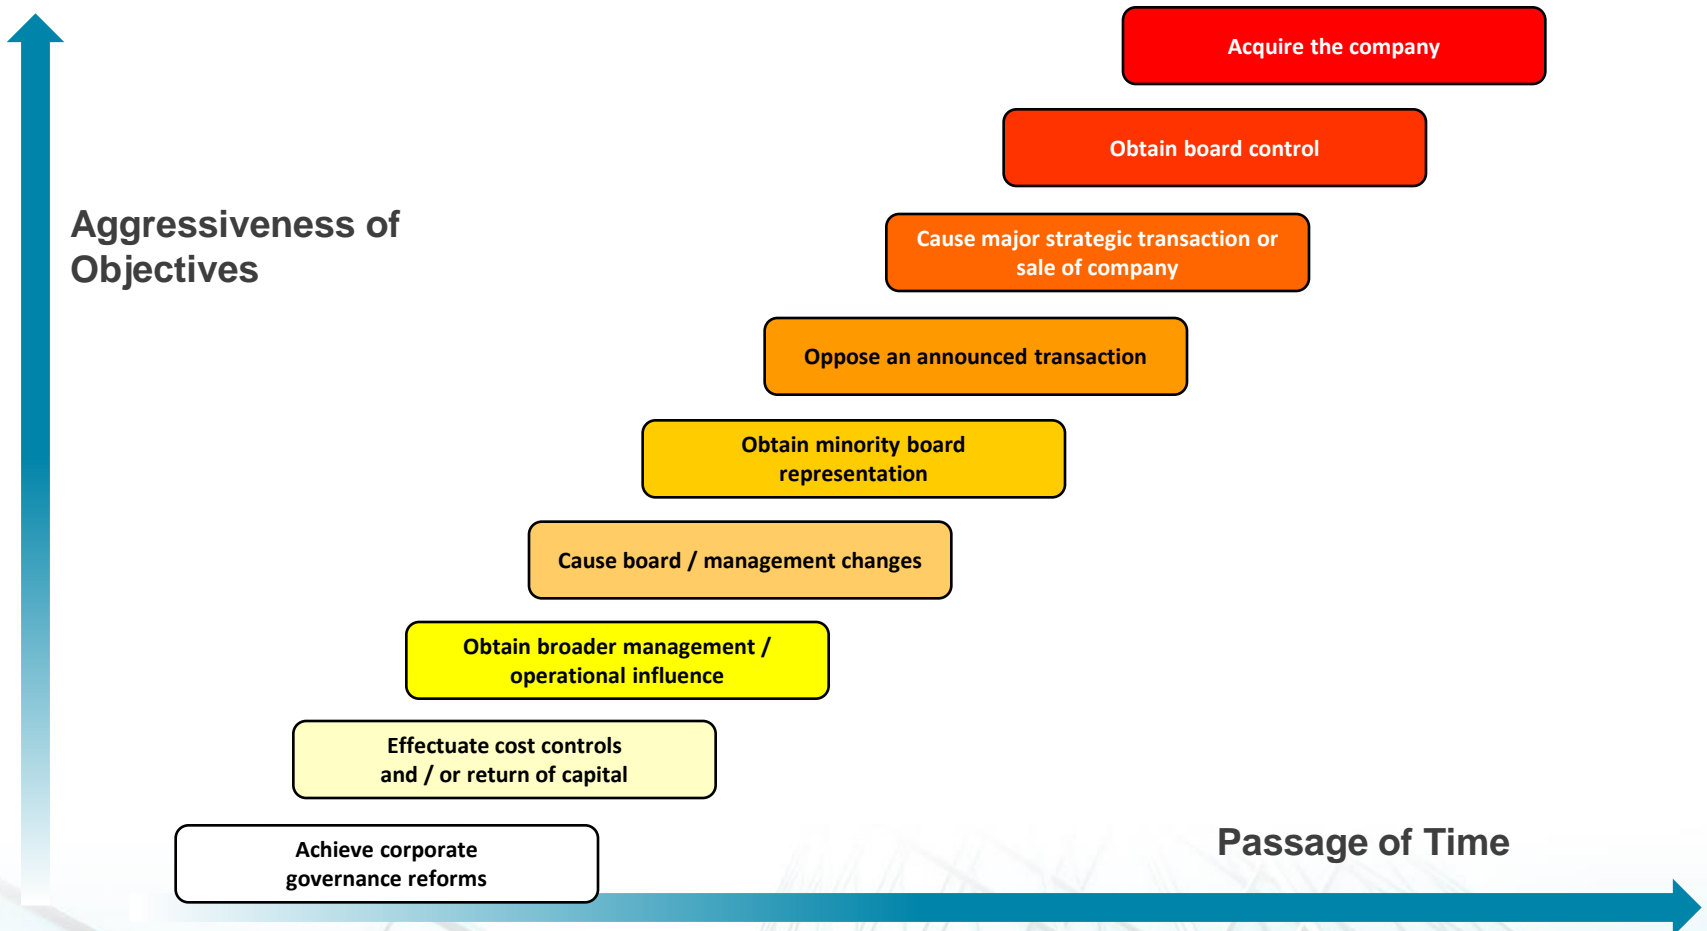 Acquire the company
Obtain board control
Aggressiveness of
Objectives
Cause major strategic transaction or
sale of company
Oppose an announced transaction
Obtain minority board
representation
Cause board / management changes
Obtain broader management /
operational influence
Effectuate cost controls
and / or return of capital
Passage of Time
Achieve corporate
governance reforms